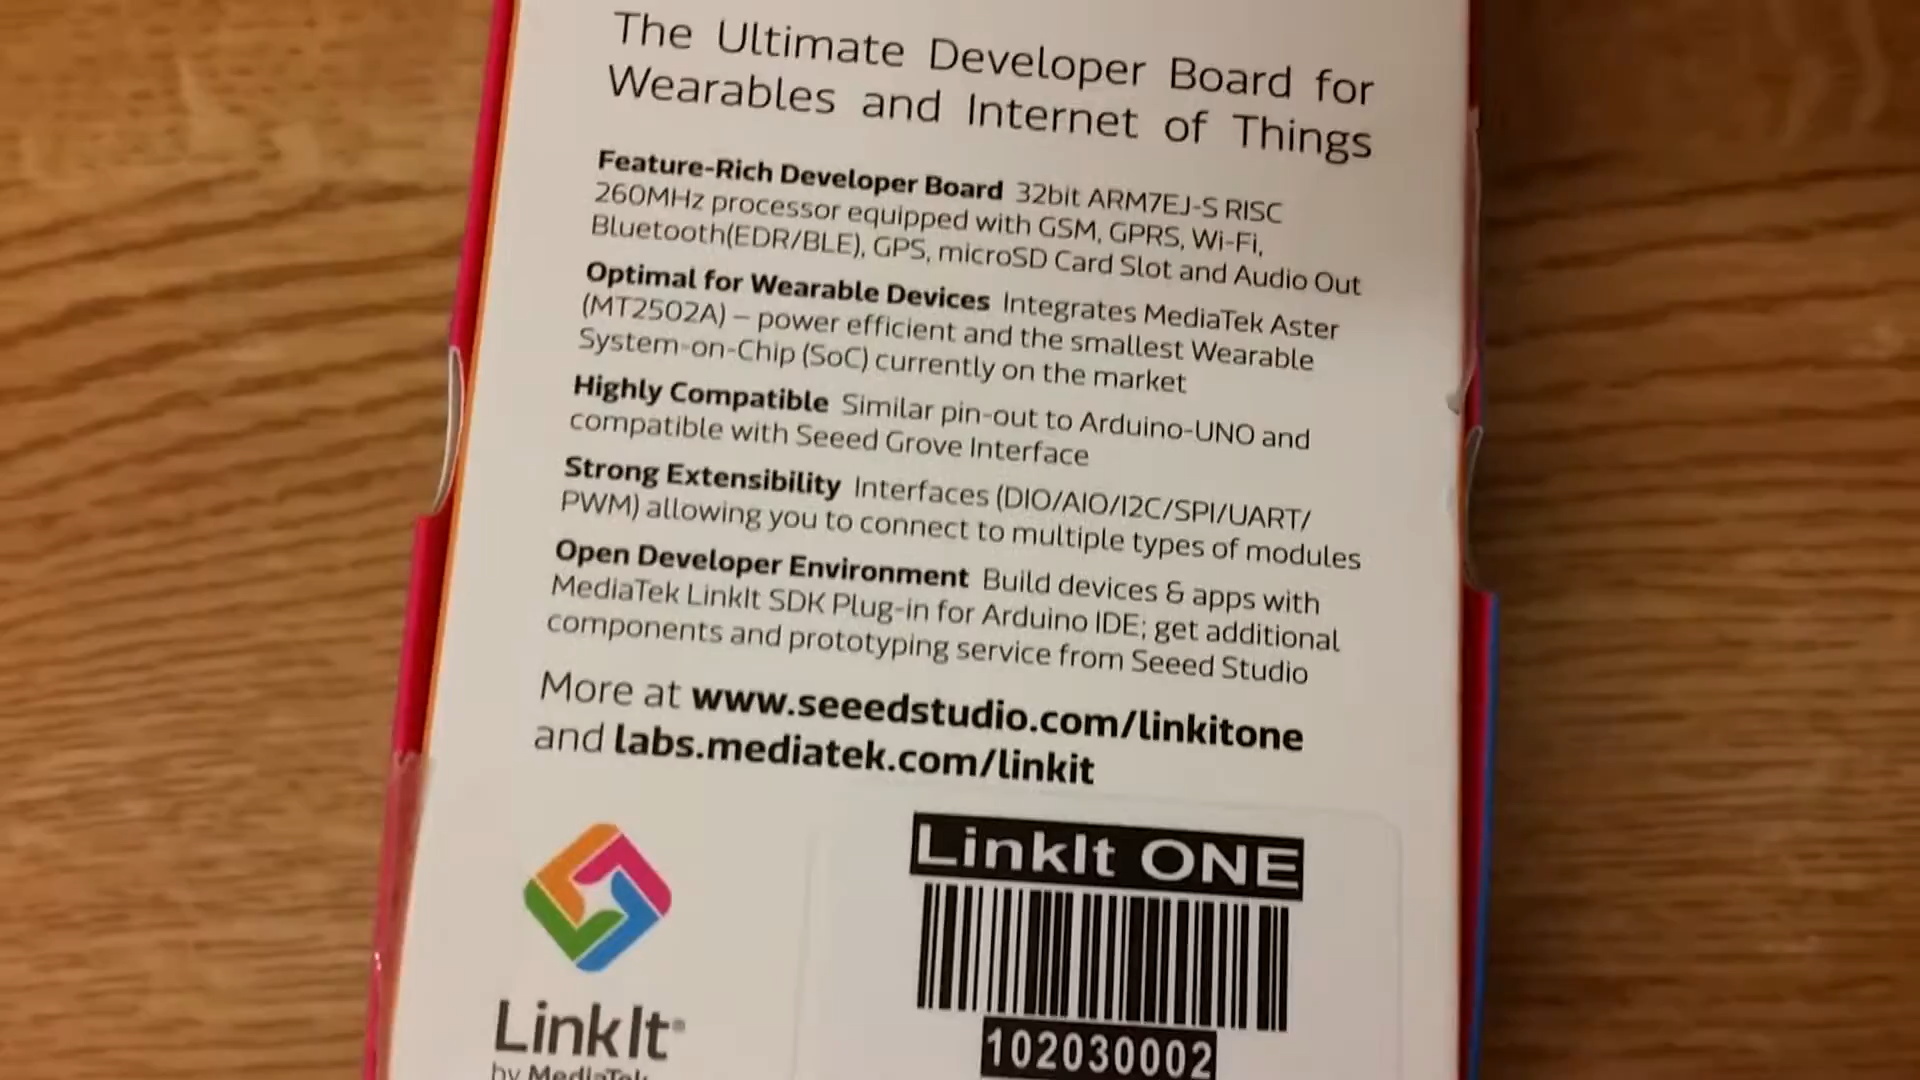 The Ultimate Developer Board for
Wearables and Internet of Things
Feature-Rich Developer Board 32bit ARM7EJ-S RISC
260MHz processor equipped with GSM, GPRS, Wi-Fi,
Bluetooth(EDR/BLE), GPS, microSD Card Slot and Audio Out
Optimal for Wearable Devices Integrates MediaTek Aster
(MT2502A) – power efficient and the smallest Wearable
System-on-Chip (SoC) currently on the market
Highly Compatible Similar pin-out to Arduino-UNO and
compatible with Seeed Grove Interface
Strong Extensibility Interfaces (DIO/AIO/I2C/SPI/UART/
PWM) allowing you to connect to multiple types of modules
Open Developer Environment Build devices & apps with
MediaTek LinkIt SDK Plug-in for Arduino IDE; get additional
components and prototyping service from Seeed Studio
More at www.seeedstudio.com/linkitone
and labs.mediatek.com/linkit
LinkIt ONE
102030002
LinkIt®
by MediaTek